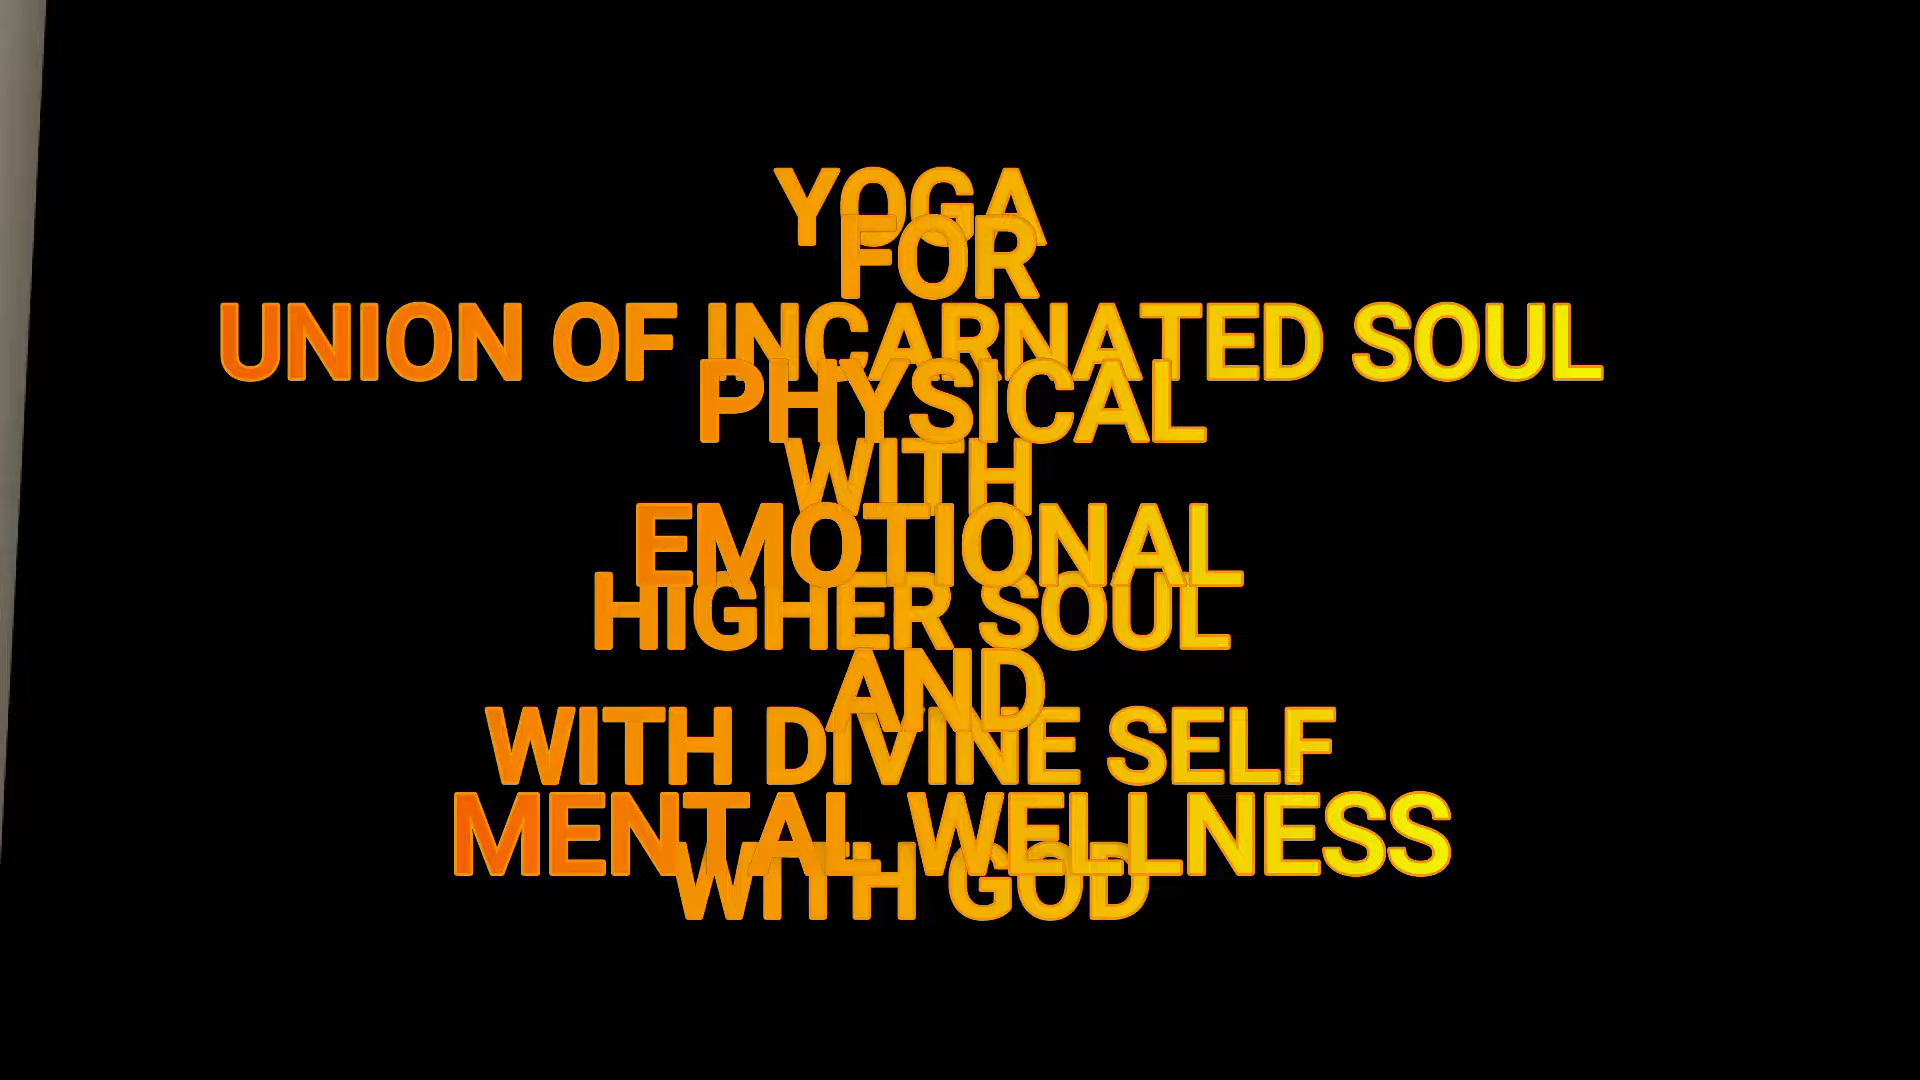 YOGA
FOR
UNION OF INCARNATED SOUL
PHYSICAL
WITH
EMOTIONAL
HIGHER SOUL
AND
WITH DIVINE SELF
MENTAL WELLNESS
WITH GOD